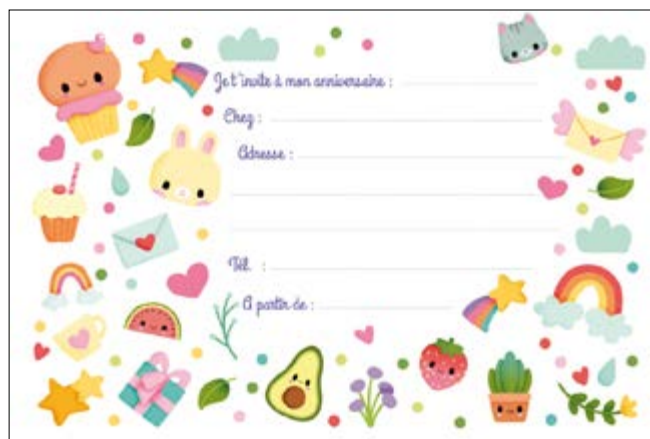 Je t'invite à mon anniversaire :
Chez :
Adresse :
Tél. :
A partir de :